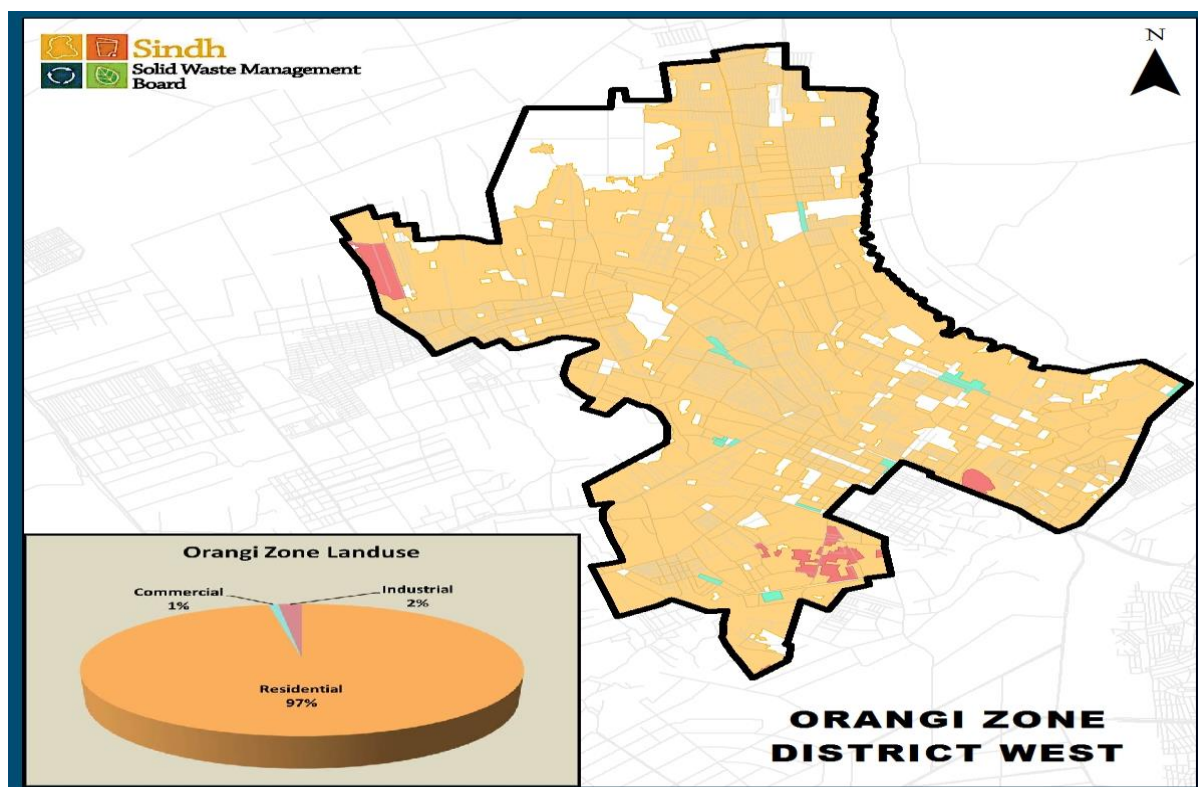 Sindh
Solid Waste Management
Board
N
Orangi Zone Landuse
Commercial
1%
Industrial
2%
Residential
97%
ORANGI ZONE
DISTRICT WEST